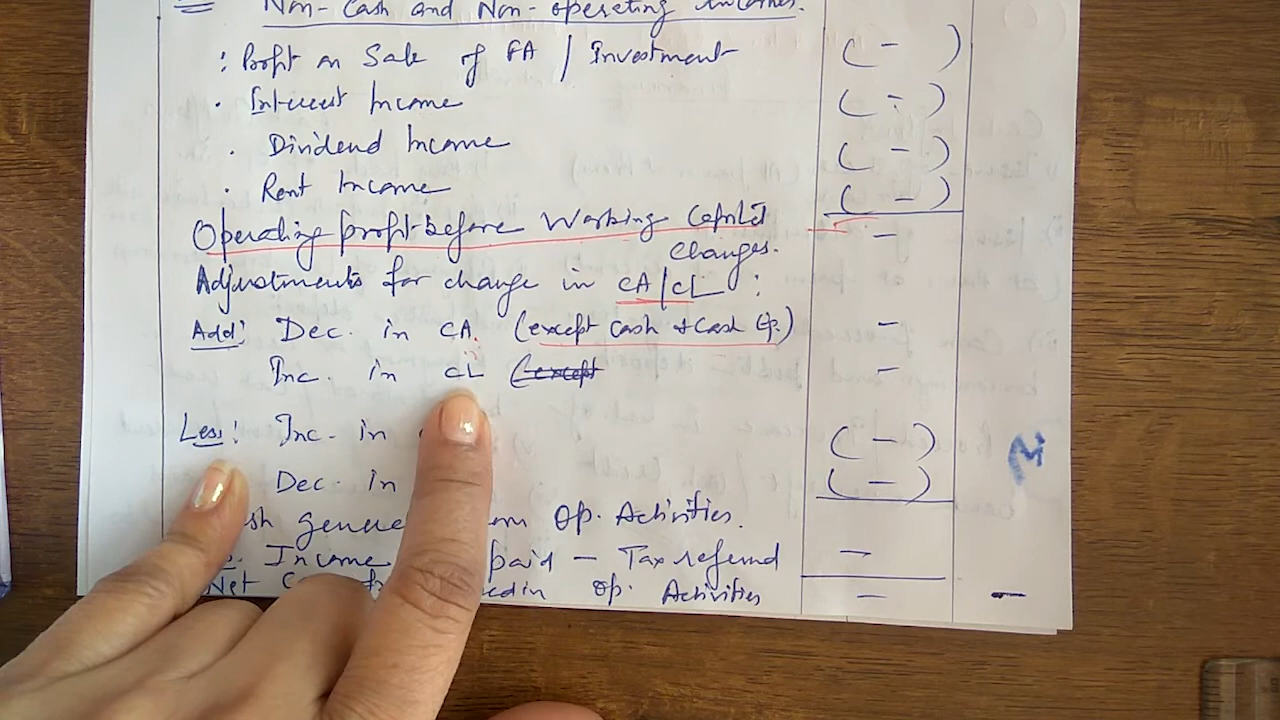 Non-Cash and Non-operating incomes.
: Profit on Sale of FA / Investment (-)
. Interest Income (-)
. Dividend Income (-)
. Rent Income (-)
Operating profit before Working Capital changes. -
Adjustments for change in CA/CL :
Add: Dec. in CA. (except cash & Cash Eq.) -
Inc. in CL (except -
Less: Inc. in (-)
Dec. in (-)
Op. Activities.
Income paid - Tax refund -
Net Op. Activities - -